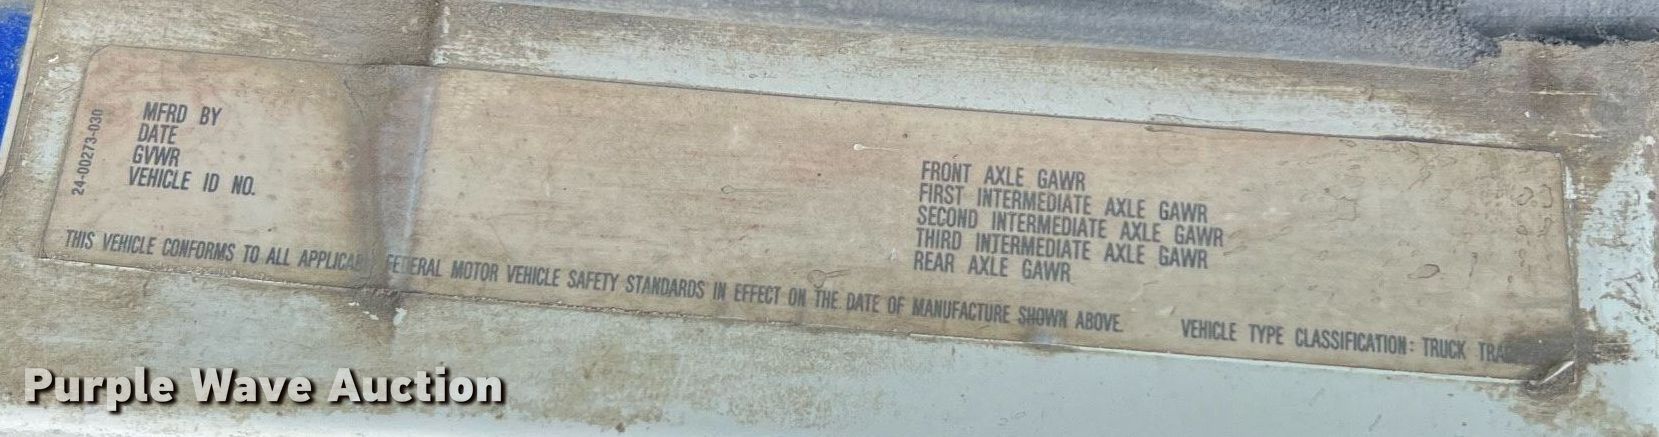 24-00273-030
MFRD BY
DATE
GVWR
VEHICLE ID NO.
FRONT AXLE GAWR
FIRST INTERMEDIATE AXLE GAWR
SECOND INTERMEDIATE AXLE GAWR
THIRD INTERMEDIATE AXLE GAWR
REAR AXLE GAWR
THIS VEHICLE CONFORMS TO ALL FEDERAL MOTOR VEHICLE SAFETY STANDARDS IN EFFECT ON THE DATE OF MANUFACTURE SHOWN ABOVE.
VEHICLE TYPE CLASSIFICATION: TRUCK
Purple Wave Auction